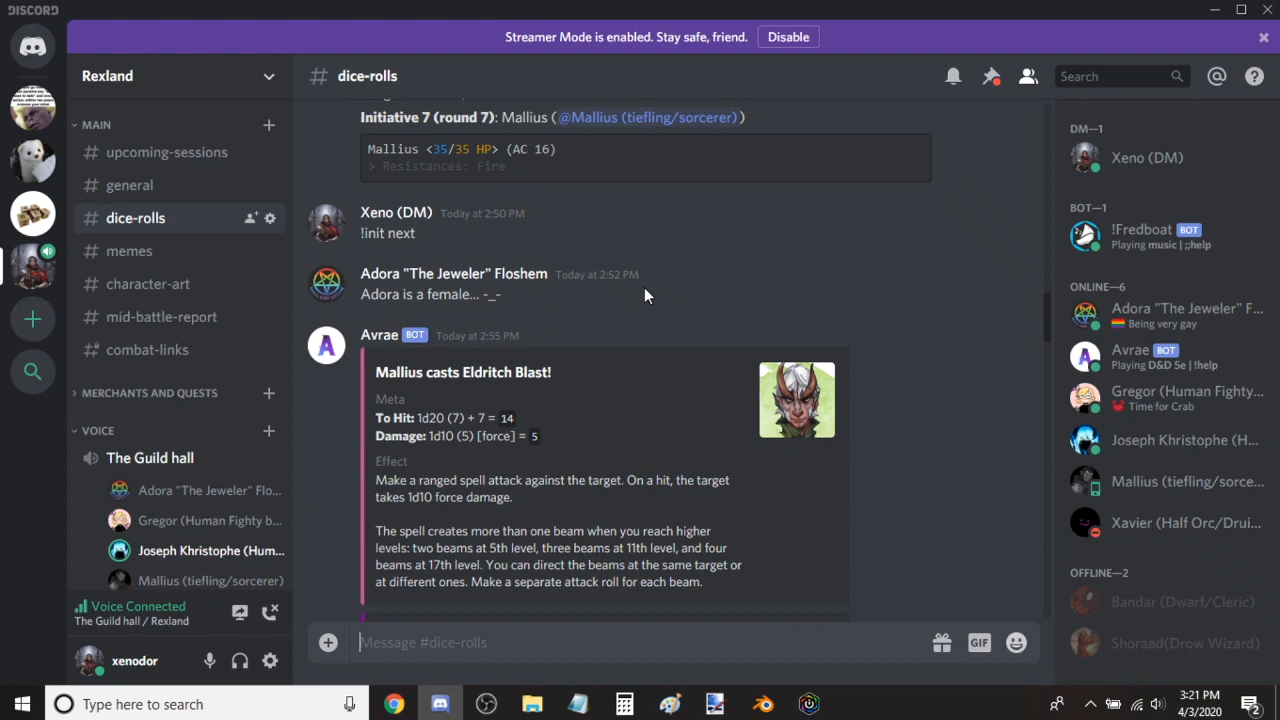 DISCORD
Streamer Mode is enabled. Stay safe, friend. Disable
Rexland
MAIN
upcoming-sessions
general
dice-rolls
memes
character-art
mid-battle-report
combat-links
MERCHANTS AND QUESTS
VOICE
The Guild hall
Adora "The Jeweler" Flo...
Gregor (Human Fighty b...
Joseph Khristophe (Hum...
Mallius (tiefling/sorcerer)
Voice Connected
The Guild hall / Rexland
xenodor
# dice-rolls
Search
Initiative 7 (round 7): Mallius (@Mallius (tiefling/sorcerer))
Mallius <35/35 HP> (AC 16)
> Resistances: Fire
Xeno (DM) Today at 2:50 PM
!init next
Adora "The Jeweler" Floshem Today at 2:52 PM
Adora is a female... -_-
Avrae BOT Today at 2:55 PM
Mallius casts Eldritch Blast!
Meta
To Hit: 1d20 (7) + 7 = 14
Damage: 1d10 (5) [force] = 5
Effect
Make a ranged spell attack against the target. On a hit, the target
takes 1d10 force damage.
The spell creates more than one beam when you reach higher
levels: two beams at 5th level, three beams at 11th level, and four
beams at 17th level. You can direct the beams at the same target or
at different ones. Make a separate attack roll for each beam.
Message #dice-rolls
GIF
DM—1
Xeno (DM)
BOT—1
!Fredboat BOT
Playing music | ;;help
ONLINE—6
Adora "The Jeweler" F...
Being very gay
Avrae BOT
Playing D&D 5e | !help
Gregor (Human Fighty...
Time for Crab
Joseph Khristophe (H...
Mallius (tiefling/sorce...
Xavier (Half Orc/Drui...
OFFLINE—2
Bandar (Dwarf/Cleric)
Shoraad(Drow Wizard)
Type here to search
3:21 PM
4/3/2020
2